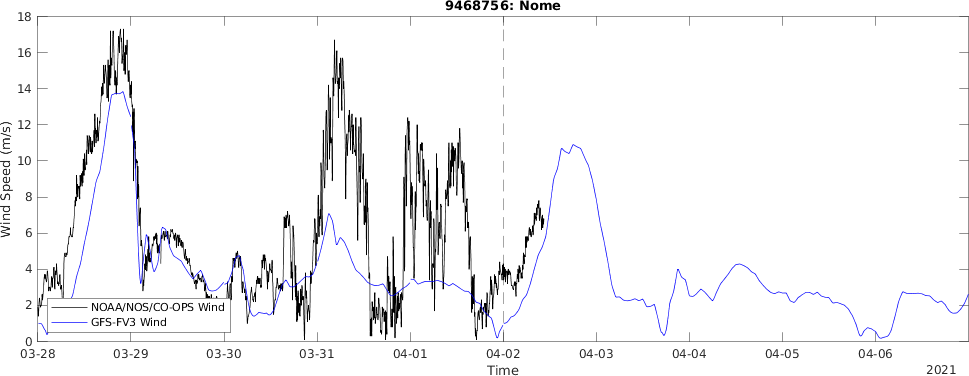 9468756: Nome
Wind Speed (m/s)
18
16
14
12
10
8
6
4
2
0
NOAA/NOS/CO-OPS Wind
GFS-FV3 Wind
03-28 03-29 03-30 03-31 04-01 04-02 04-03 04-04 04-05 04-06
Time
2021